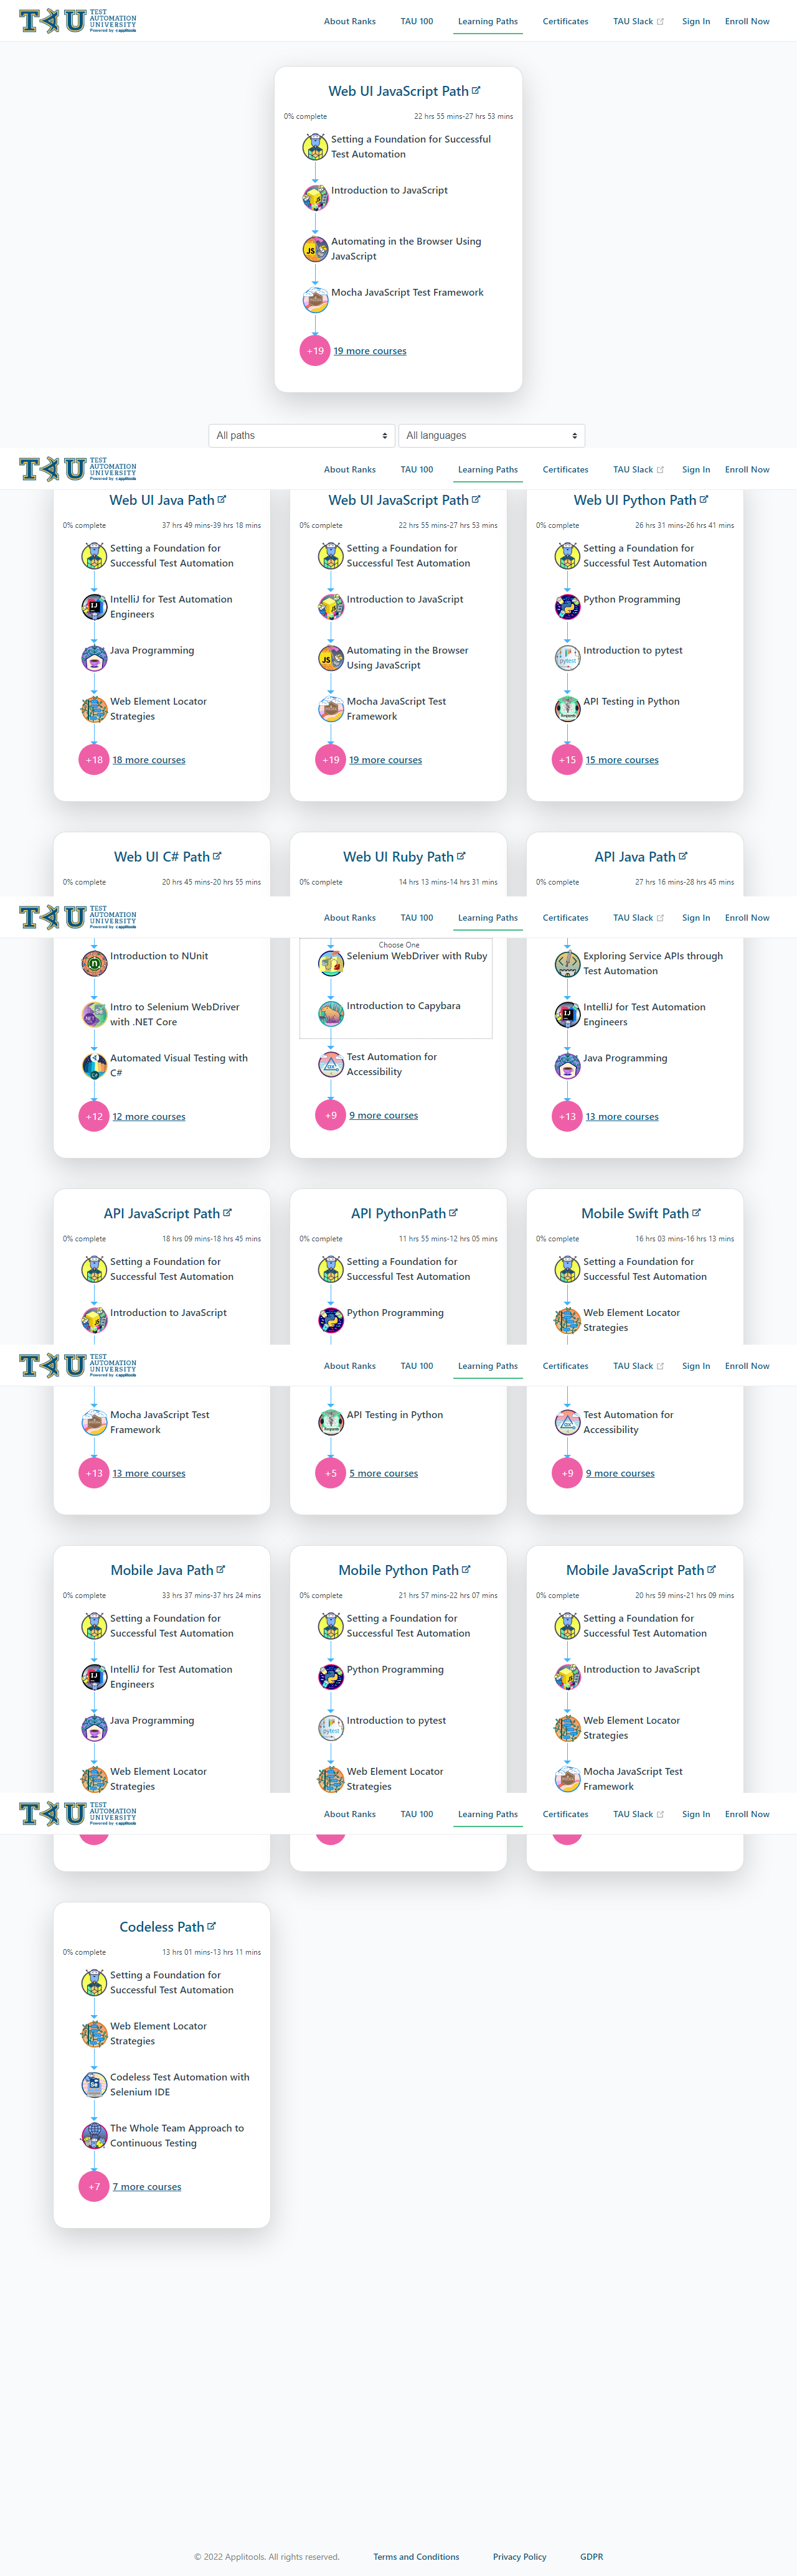 TAU TEST AUTOMATION UNIVERSITY Powered by applitools
About Ranks TAU 100 Learning Paths Certificates TAU Slack Sign In Enroll Now
Web UI JavaScript Path
0% complete 22 hrs 55 mins-27 hrs 53 mins
Setting a Foundation for Successful
Test Automation
Introduction to JavaScript
Automating in the Browser Using
JavaScript
Mocha JavaScript Test Framework
+19 19 more courses
All paths All languages
TAU TEST AUTOMATION UNIVERSITY Powered by applitools
About Ranks TAU 100 Learning Paths Certificates TAU Slack Sign In Enroll Now
Web UI Java Path
0% complete 37 hrs 49 mins-39 hrs 18 mins
Setting a Foundation for
Successful Test Automation
IntelliJ for Test Automation
Engineers
Java Programming
Web Element Locator
Strategies
+18 18 more courses
Web UI JavaScript Path
0% complete 22 hrs 55 mins-27 hrs 53 mins
Setting a Foundation for
Successful Test Automation
Introduction to JavaScript
Automating in the Browser
Using JavaScript
Mocha JavaScript Test
Framework
+19 19 more courses
Web UI Python Path
0% complete 26 hrs 31 mins-26 hrs 41 mins
Setting a Foundation for
Successful Test Automation
Python Programming
Introduction to pytest
API Testing in Python
+15 15 more courses
Web UI C# Path
0% complete 20 hrs 45 mins-20 hrs 55 mins
Web UI Ruby Path
0% complete 14 hrs 13 mins-14 hrs 31 mins
API Java Path
0% complete 27 hrs 16 mins-28 hrs 45 mins
TAU TEST AUTOMATION UNIVERSITY Powered by applitools
About Ranks TAU 100 Learning Paths Certificates TAU Slack Sign In Enroll Now
Introduction to NUnit
Intro to Selenium WebDriver
with .NET Core
Automated Visual Testing with
C#
+12 12 more courses
Choose One
Selenium WebDriver with Ruby
Introduction to Capybara
Test Automation for
Accessibility
+9 9 more courses
Exploring Service APIs through
Test Automation
IntelliJ for Test Automation
Engineers
Java Programming
+13 13 more courses
API JavaScript Path
0% complete 18 hrs 09 mins-18 hrs 45 mins
Setting a Foundation for
Successful Test Automation
Introduction to JavaScript
API PythonPath
0% complete 11 hrs 55 mins-12 hrs 05 mins
Setting a Foundation for
Successful Test Automation
Python Programming
Mobile Swift Path
0% complete 16 hrs 03 mins-16 hrs 13 mins
Setting a Foundation for
Successful Test Automation
Web Element Locator
Strategies
TAU TEST AUTOMATION UNIVERSITY Powered by applitools
About Ranks TAU 100 Learning Paths Certificates TAU Slack Sign In Enroll Now
Mocha JavaScript Test
Framework
+13 13 more courses
API Testing in Python
+5 5 more courses
Test Automation for
Accessibility
+9 9 more courses
Mobile Java Path
0% complete 33 hrs 37 mins-37 hrs 24 mins
Setting a Foundation for
Successful Test Automation
IntelliJ for Test Automation
Engineers
Java Programming
Web Element Locator
Strategies
Mobile Python Path
0% complete 21 hrs 57 mins-22 hrs 07 mins
Setting a Foundation for
Successful Test Automation
Python Programming
Introduction to pytest
Web Element Locator
Strategies
Mobile JavaScript Path
0% complete 20 hrs 59 mins-21 hrs 09 mins
Setting a Foundation for
Successful Test Automation
Introduction to JavaScript
Web Element Locator
Strategies
Mocha JavaScript Test
Framework
TAU TEST AUTOMATION UNIVERSITY Powered by applitools
About Ranks TAU 100 Learning Paths Certificates TAU Slack Sign In Enroll Now
Codeless Path
0% complete 13 hrs 01 mins-13 hrs 11 mins
Setting a Foundation for
Successful Test Automation
Web Element Locator
Strategies
Codeless Test Automation with
Selenium IDE
The Whole Team Approach to
Continuous Testing
+7 7 more courses
© 2022 Applitools. All rights reserved. Terms and Conditions Privacy Policy GDPR